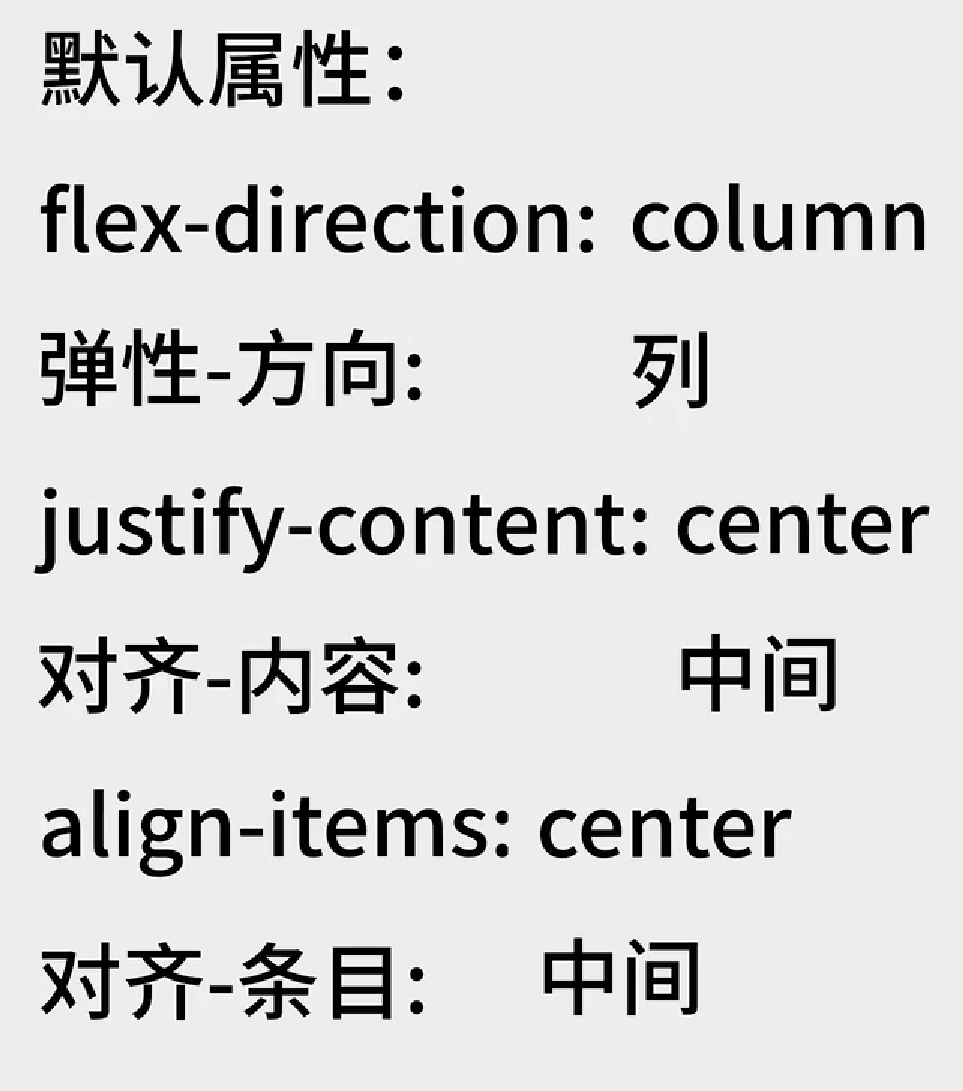 默认属性：
flex-direction: column
弹性-方向: 列
justify-content: center
对齐-内容: 中间
align-items: center
对齐-条目: 中间